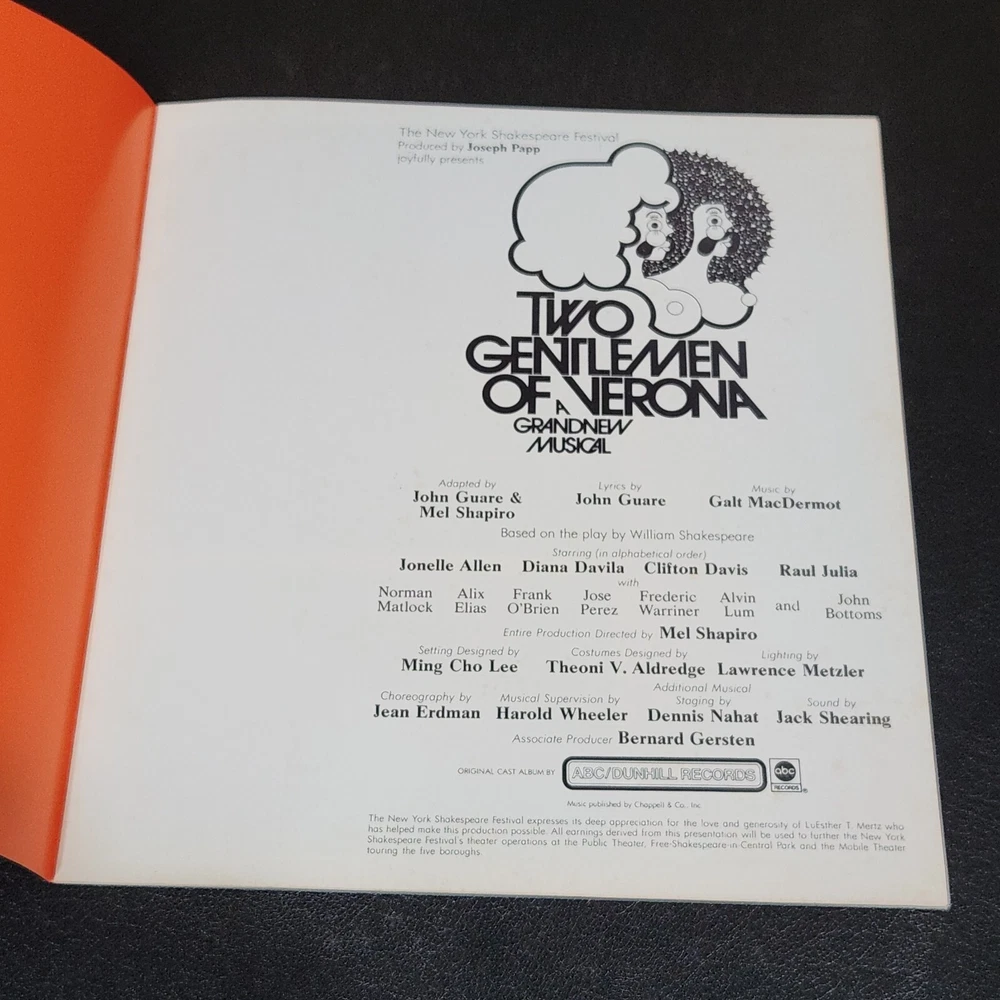 The New York Shakespeare Festival
Produced by Joseph Papp
joyfully presents
TWO
GENTLEMEN
OF VERONA
A
GRANDNEW
MUSICAL
Adapted by Lyrics by Music by
John Guare & John Guare Galt MacDermot
Mel Shapiro
Based on the play by William Shakespeare
Starring (in alphabetical order)
Jonelle Allen Diana Davila Clifton Davis Raul Julia
with
Norman Alix Frank Jose Frederic Alvin and John
Matlock Elias O'Brien Perez Warriner Lum Bottoms
Entire Production Directed by Mel Shapiro
Setting Designed by Costumes Designed by Lighting by
Ming Cho Lee Theoni V. Aldredge Lawrence Metzler
Additional Musical
Choreography by Musical Supervision by Staging by Sound by
Jean Erdman Harold Wheeler Dennis Nahat Jack Shearing
Associate Producer Bernard Gersten
ORIGINAL CAST ALBUM BY ABC/DUNHILL RECORDS abc RECORDS ®
Music published by Chappell & Co., Inc
The New York Shakespeare Festival expresses its deep appreciation for the love and generosity of LuEsther T. Mertz who
has helped make this production possible. All earnings derived from this presentation will be used to further the New York
Shakespeare Festival's theater operations at the Public Theater, Free-Shakespeare-in-Central Park and the Mobile Theater
touring the five boroughs.